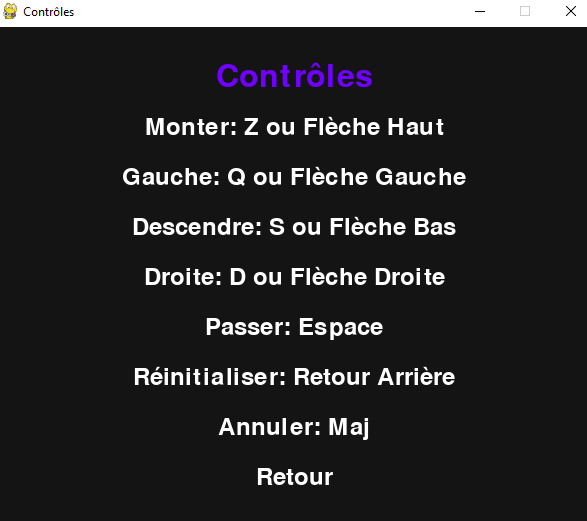 Contrôles
Contrôles
Monter: Z ou Flèche Haut
Gauche: Q ou Flèche Gauche
Descendre: S ou Flèche Bas
Droite: D ou Flèche Droite
Passer: Espace
Réinitialiser: Retour Arrière
Annuler: Maj
Retour